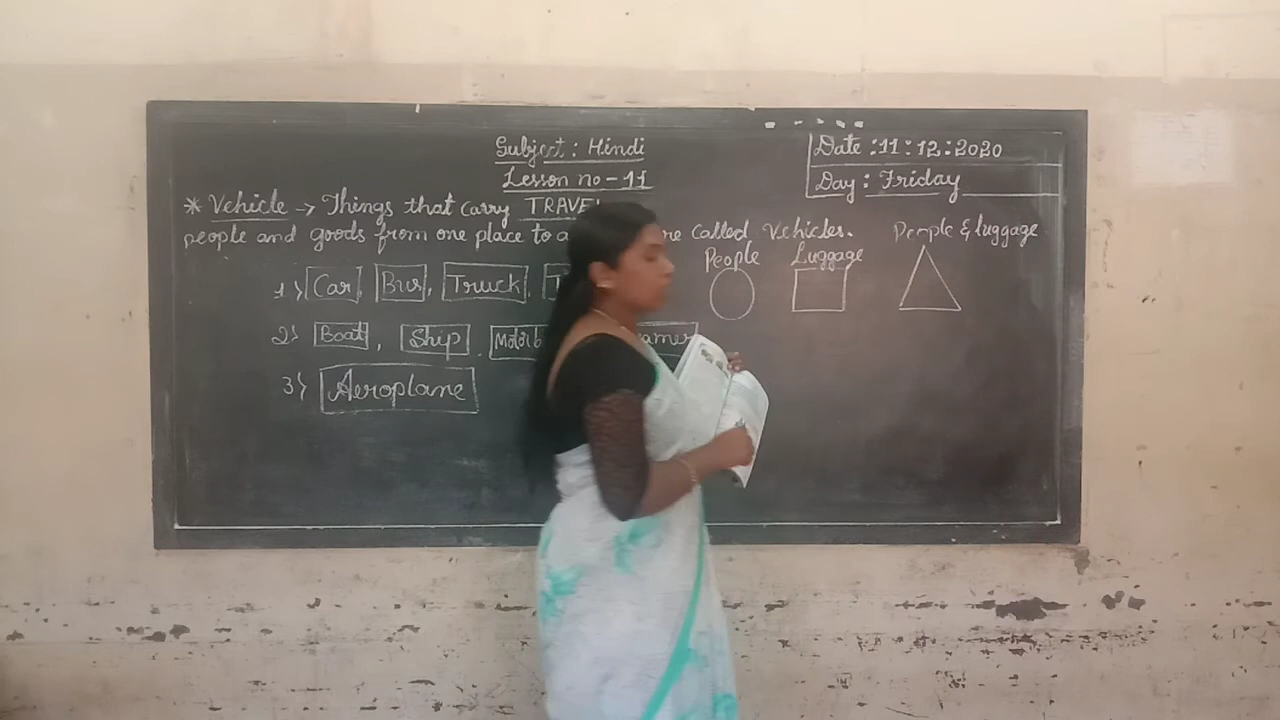 Subject : Hindi
Lesson no - 11
Date : 11 : 12 : 2020
Day : Friday
* Vehicle → Things that carry TRAVEL
people and goods from one place to a re called Vehicles.
People Luggage People & luggage
1) Car, Bus, Truck, T
2) Boat, Ship, Motorb eamer
3) Aeroplane